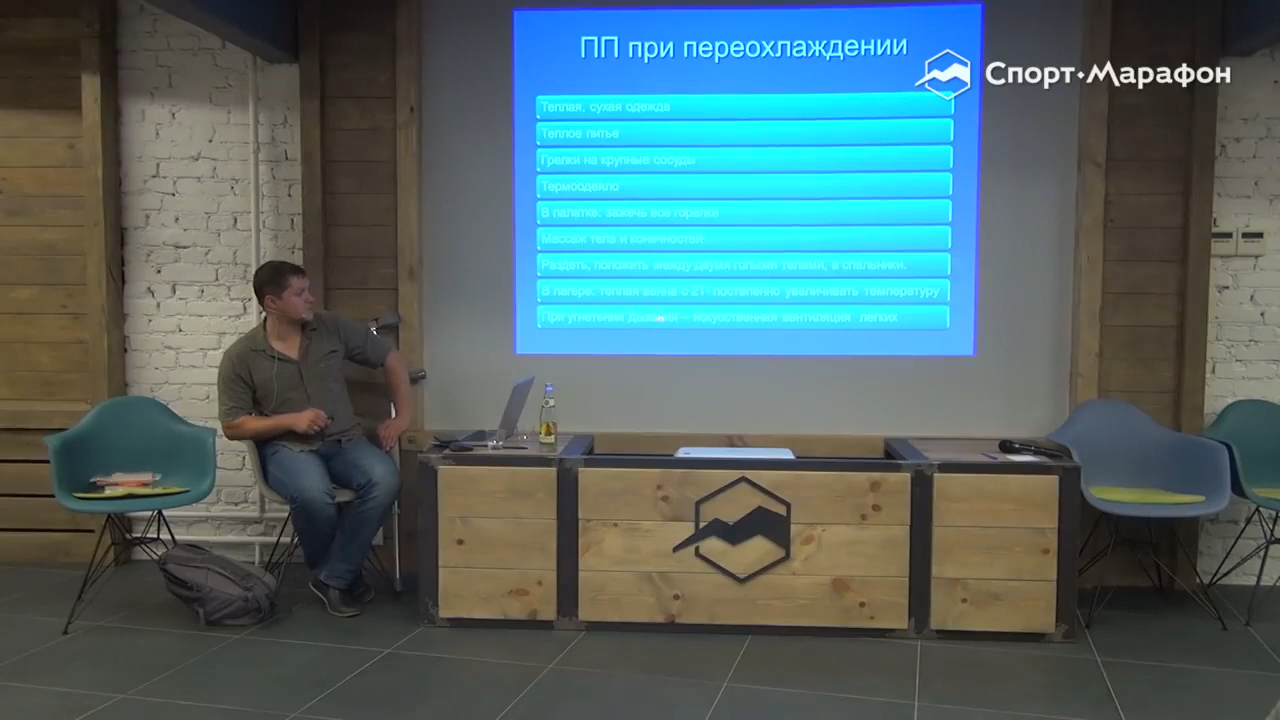 ПП при переохлаждении
Спорт-Марафон
Теплая, сухая одежда
Теплое питье
Грелки на крупные сосуды
Термоодеяло
В палатке: зажечь все горелки
Массаж тела и конечностей
Раздеть, положить между двумя голыми телами, в спальники.
В лагере: теплая ванна с 21° постепенно увеличивать температуру
При угнетении дыхания – искусственная вентиляция легких